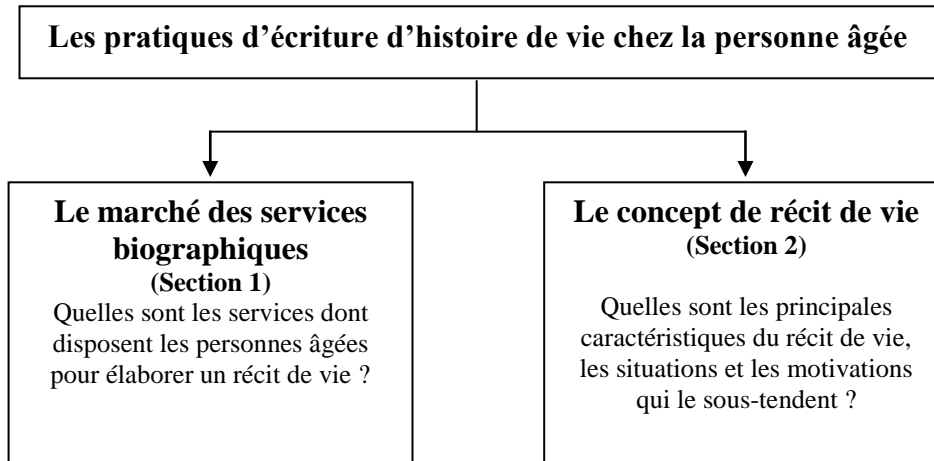 Les pratiques d’écriture d’histoire de vie chez la personne âgée
Le marché des services
biographiques
(Section 1)
Quelles sont les services dont
disposent les personnes âgées
pour élaborer un récit de vie ?
Le concept de récit de vie
(Section 2)
Quelles sont les principales
caractéristiques du récit de vie,
les situations et les motivations
qui le sous-tendent ?